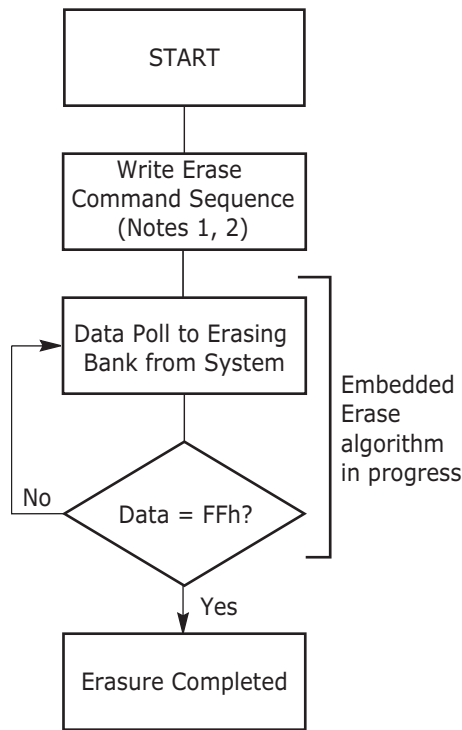 START
Write Erase
Command Sequence
(Notes 1, 2)
Data Poll to Erasing
Bank from System
Embedded
Erase
algorithm
in progress
No
Data = FFh?
Yes
Erasure Completed